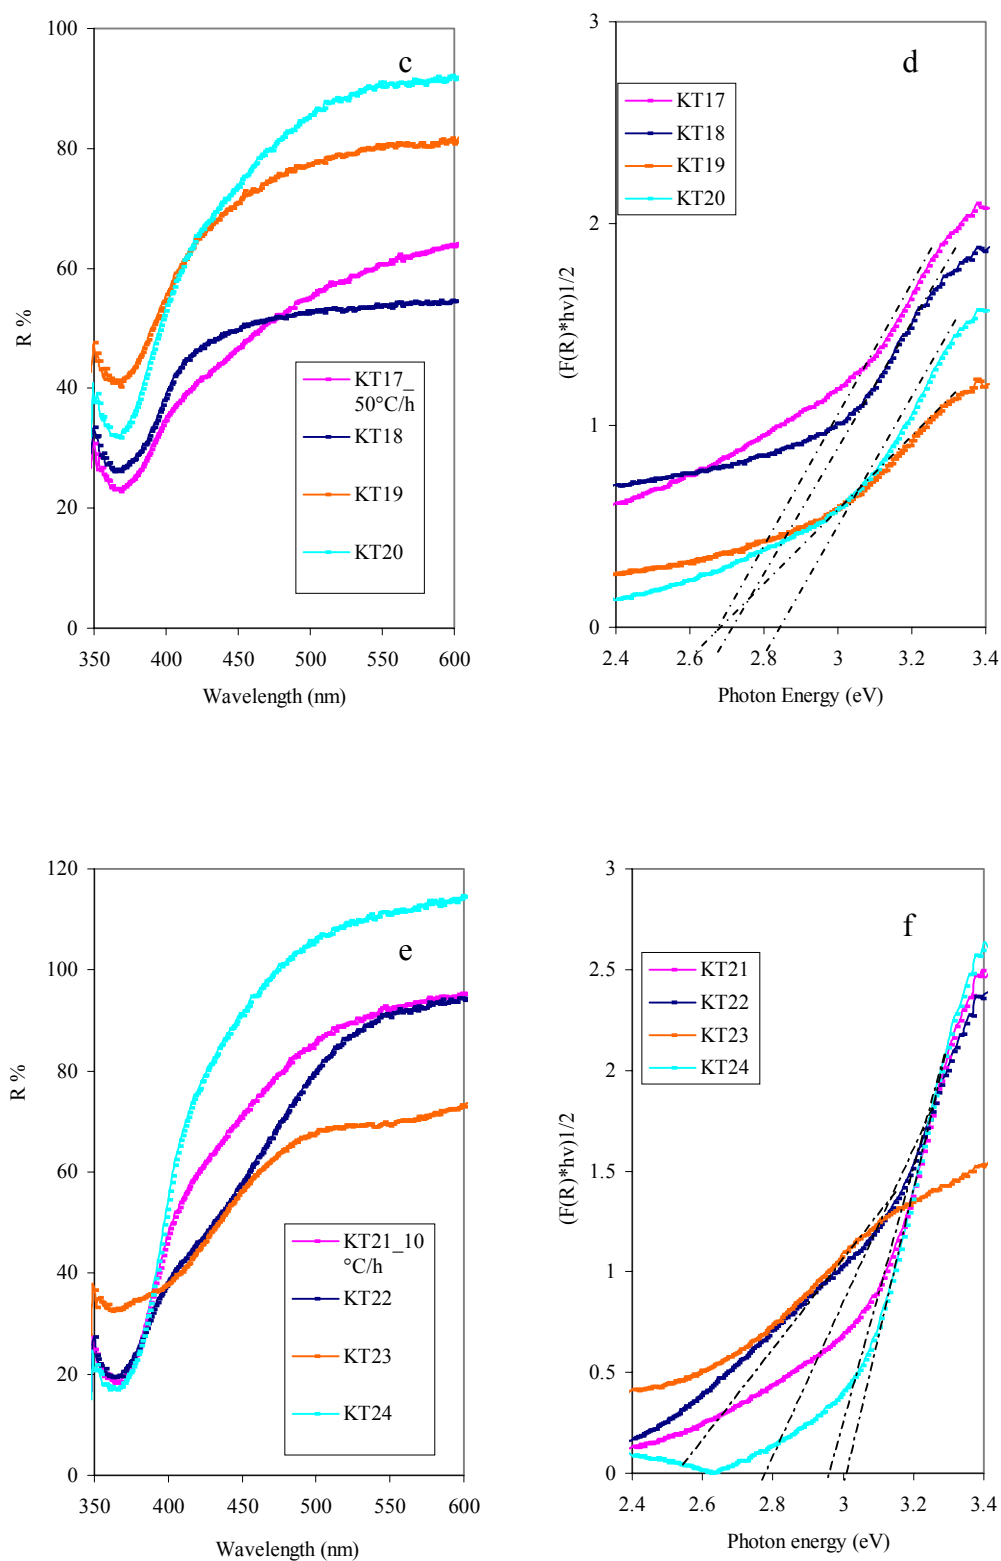 c
100
80
60
40
20
0
R %
350 400 450 500 550 600
Wavelength (nm)
KT17_
50°C/h
KT18
KT19
KT20
d
3
2
1
0
(F(R)*hv)1/2
2.4 2.6 2.8 3 3.2 3.4
Photon Energy (eV)
KT17
KT18
KT19
KT20
e
120
100
80
60
40
20
0
R %
350 400 450 500 550 600
Wavelength (nm)
KT21_10
°C/h
KT22
KT23
KT24
f
3
2.5
2
1.5
1
0.5
0
(F(R)*hv)1/2
2.4 2.6 2.8 3 3.2 3.4
Photon energy (eV)
KT21
KT22
KT23
KT24